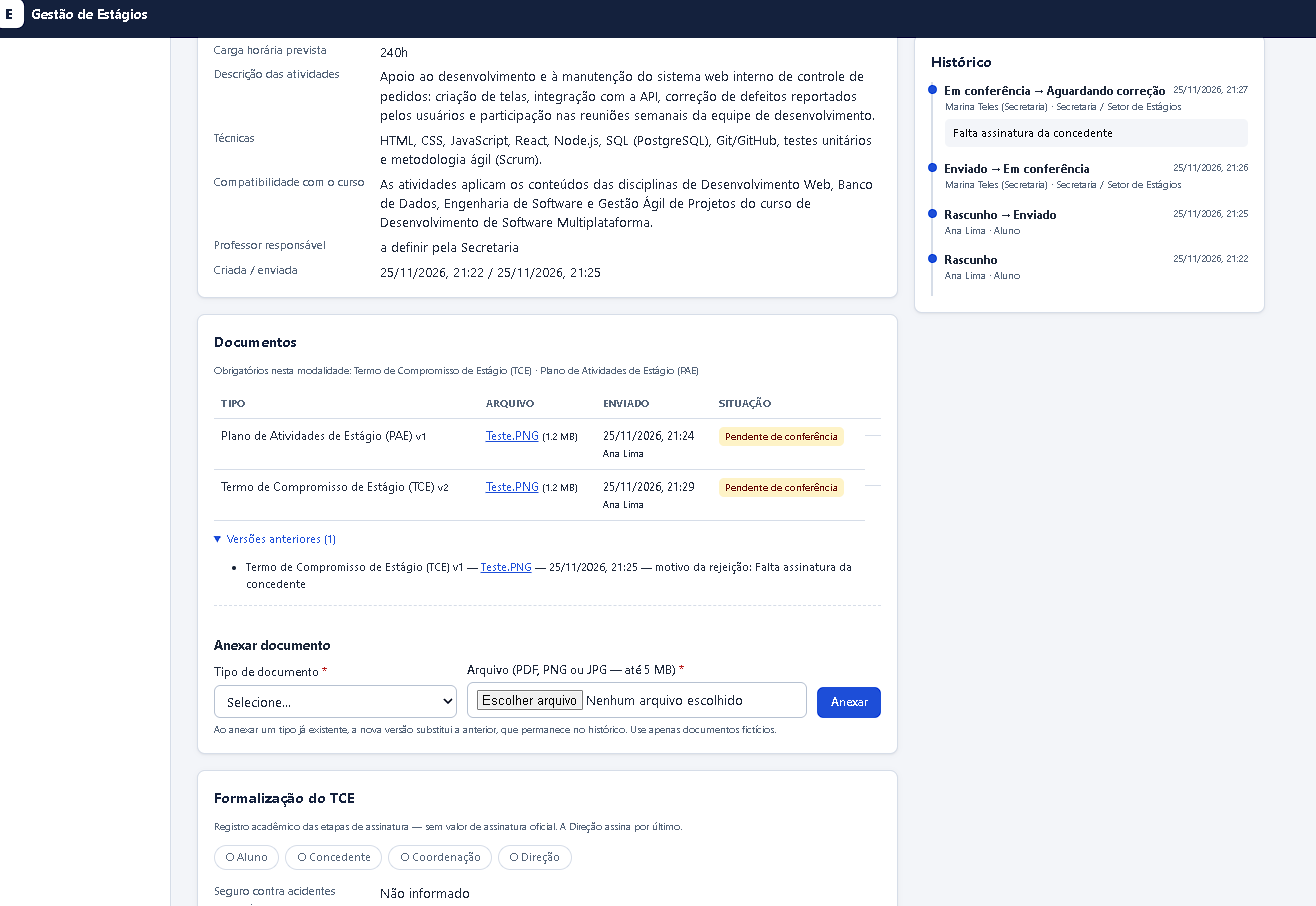 E Gestão de Estágios
Carga horária prevista 240h
Descrição das atividades Apoio ao desenvolvimento e à manutenção do sistema web interno de controle de
pedidos: criação de telas, integração com a API, correção de defeitos reportados
pelos usuários e participação nas reuniões semanais da equipe de desenvolvimento.
Técnicas HTML, CSS, JavaScript, React, Node.js, SQL (PostgreSQL), Git/GitHub, testes unitários
e metodologia ágil (Scrum).
Compatibilidade com o curso As atividades aplicam os conteúdos das disciplinas de Desenvolvimento Web, Banco
de Dados, Engenharia de Software e Gestão Ágil de Projetos do curso de
Desenvolvimento de Software Multiplataforma.
Professor responsável a definir pela Secretaria
Criada / enviada 25/11/2026, 21:22 / 25/11/2026, 21:25
Documentos
Obrigatórios nesta modalidade: Termo de Compromisso de Estágio (TCE) · Plano de Atividades de Estágio (PAE)
TIPO ARQUIVO ENVIADO SITUAÇÃO
Plano de Atividades de Estágio (PAE) v1 Teste.PNG (1.2 MB) 25/11/2026, 21:24 Pendente de conferência
Ana Lima
Termo de Compromisso de Estágio (TCE) v2 Teste.PNG (1.2 MB) 25/11/2026, 21:29 Pendente de conferência
Ana Lima
▼ Versões anteriores (1)
• Termo de Compromisso de Estágio (TCE) v1 — Teste.PNG — 25/11/2026, 21:25 — motivo da rejeição: Falta assinatura da
concedente
Anexar documento
Tipo de documento * Arquivo (PDF, PNG ou JPG — até 5 MB) *
Selecione... Escolher arquivo Nenhum arquivo escolhido Anexar
Ao anexar um tipo já existente, a nova versão substitui a anterior, que permanece no histórico. Use apenas documentos fictícios.
Formalização do TCE
Registro acadêmico das etapas de assinatura — sem valor de assinatura oficial. A Direção assina por último.
○ Aluno ○ Concedente ○ Coordenação ○ Direção
Seguro contra acidentes Não informado
Histórico
Em conferência → Aguardando correção 25/11/2026, 21:27
Marina Teles (Secretaria) · Secretaria / Setor de Estágios
Falta assinatura da concedente
Enviado → Em conferência 25/11/2026, 21:26
Marina Teles (Secretaria) · Secretaria / Setor de Estágios
Rascunho → Enviado 25/11/2026, 21:25
Ana Lima · Aluno
Rascunho 25/11/2026, 21:22
Ana Lima · Aluno